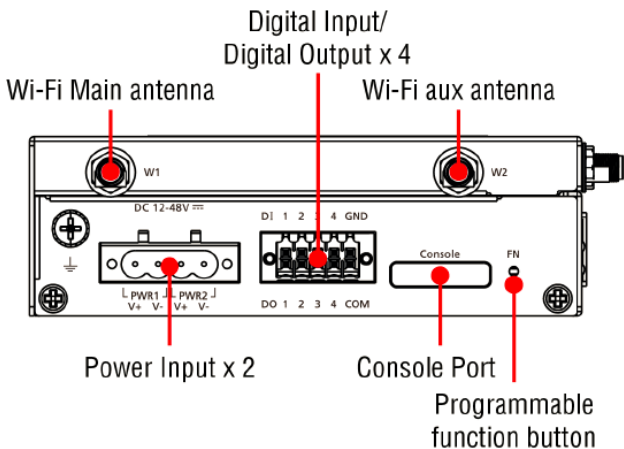 Digital Input/
Digital Output x 4
Wi-Fi Main antenna
Wi-Fi aux antenna
W1
W2
DC 12-48V ⎓
DI 1 2 3 4 GND
Console
FN
PWR1 PWR2
V+ V- V+ V-
DO 1 2 3 4 COM
Power Input x 2
Console Port
Programmable
function button